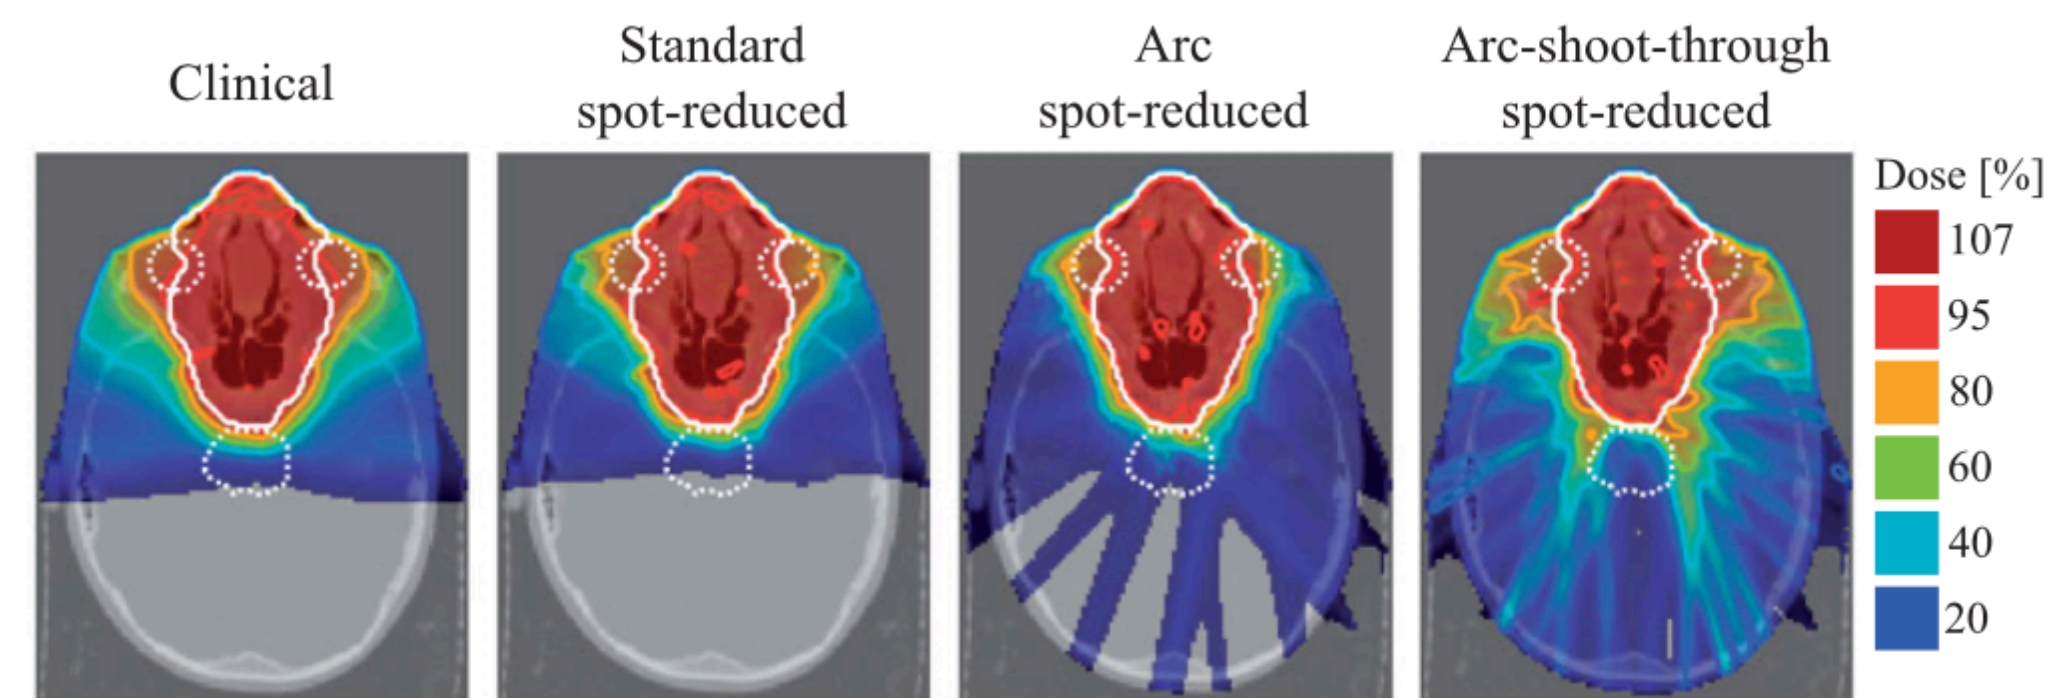 Clinical
Standard
spot-reduced
Arc
spot-reduced
Arc-shoot-through
spot-reduced
Dose [%]
107
95
80
60
40
20